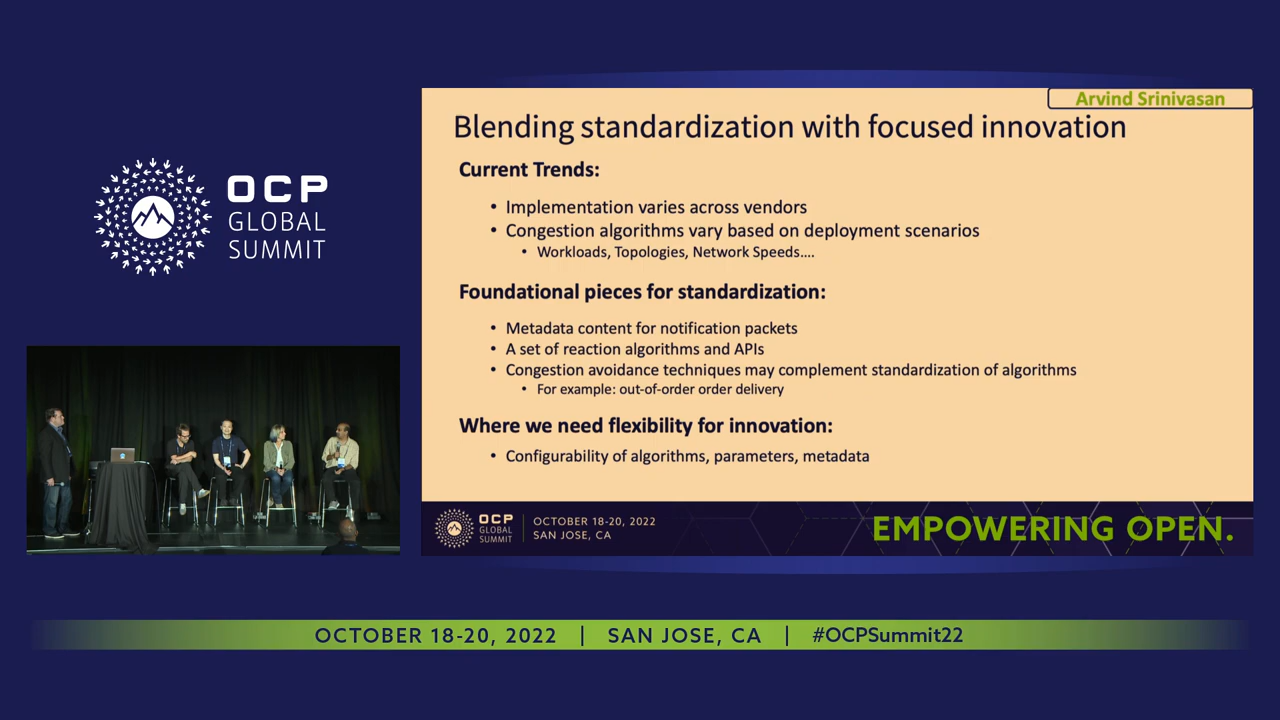 OCP
GLOBAL
SUMMIT
Arvind Srinivasan
Blending standardization with focused innovation
Current Trends:
• Implementation varies across vendors
• Congestion algorithms vary based on deployment scenarios
• Workloads, Topologies, Network Speeds....
Foundational pieces for standardization:
• Metadata content for notification packets
• A set of reaction algorithms and APIs
• Congestion avoidance techniques may complement standardization of algorithms
• For example: out-of-order order delivery
Where we need flexibility for innovation:
• Configurability of algorithms, parameters, metadata
OCP
GLOBAL
SUMMIT
OCTOBER 18-20, 2022
SAN JOSE, CA
EMPOWERING OPEN.
OCTOBER 18-20, 2022 | SAN JOSE, CA | #OCPSummit22